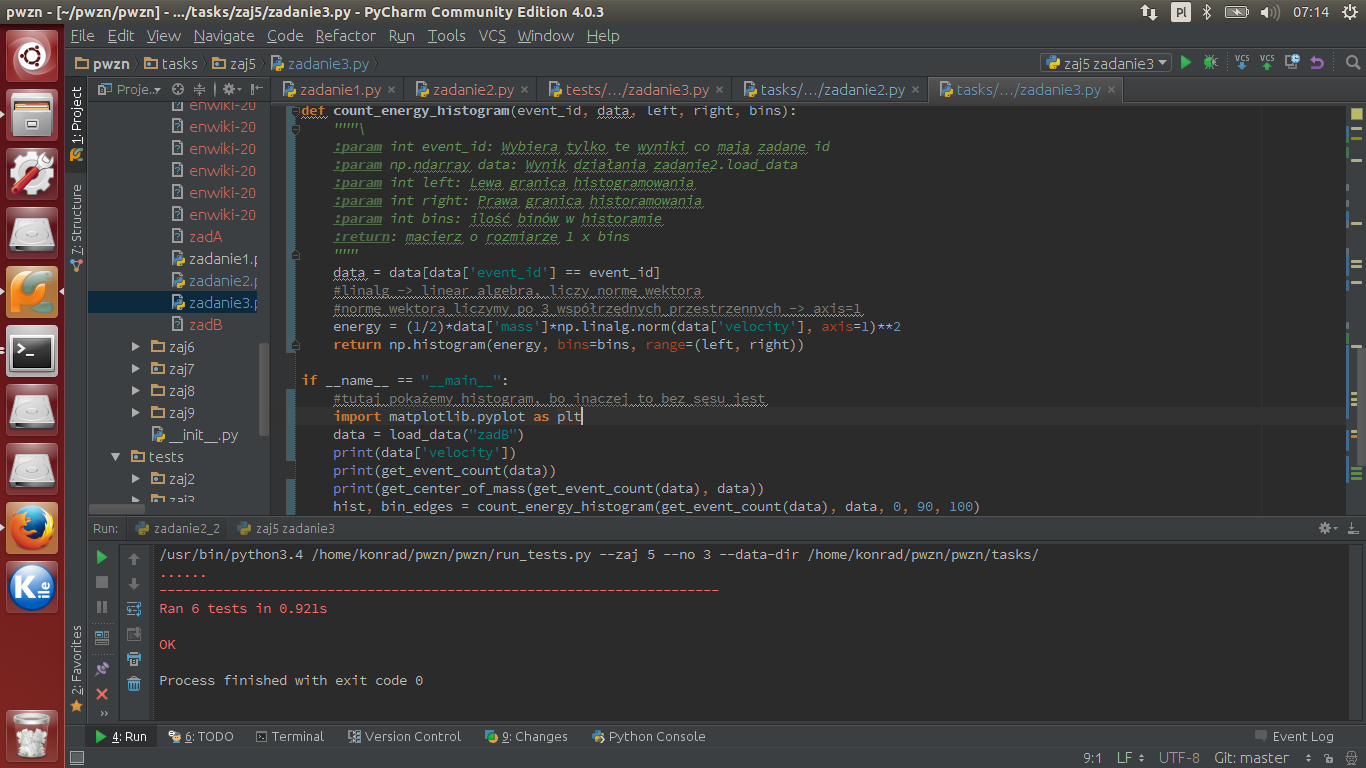 pwzn - [~/pwzn/pwzn] - .../tasks/zaj5/zadanie3.py - PyCharm Community Edition 4.0.3
Pl
07:14
File Edit View Navigate Code Refactor Run Tools VCS Window Help
pwzn tasks zaj5 zadanie3.py
zaj5 zadanie3
VCS VCS
Proje..
zadanie1.py × zadanie2.py × tests/.../zadanie3.py × tasks/.../zadanie2.py × tasks/.../zadanie3.py ×
1: Project
7: Structure
2: Favorites
enwiki-20
enwiki-20
enwiki-20
enwiki-20
enwiki-20
enwiki-20
zadA
zadanie1.p
zadanie2.p
zadanie3.p
zadB
zaj6
zaj7
zaj8
zaj9
__init__.py
tests
zaj2
zaj3
def count_energy_histogram(event_id, data, left, right, bins):
"""\
:param int event_id: Wybiera tylko te wyniki co mają zadane id
:param np.ndarray data: Wynik działania zadanie2.load_data
:param int left: Lewa granica histogramowania
:param int right: Prawa granica historamowania
:param int bins: ilość binów w historamie
:return: macierz o rozmiarze 1 x bins
"""
data = data[data['event_id'] == event_id]
#linalg -> linear algebra, liczy normę wektora
#normę wektora liczymy po 3 współrzędnych przestrzennych -> axis=1
energy = (1/2)*data['mass']*np.linalg.norm(data['velocity'], axis=1)**2
return np.histogram(energy, bins=bins, range=(left, right))
if __name__ == "__main__":
#tutaj pokażemy histogram, bo inaczej to bez sęsu jest
import matplotlib.pyplot as plt
data = load_data("zadB")
print(data['velocity'])
print(get_event_count(data))
print(get_center_of_mass(get_event_count(data), data))
hist, bin_edges = count_energy_histogram(get_event_count(data), data, 0, 90, 100)
Run: zadanie2_2 zaj5 zadanie3
/usr/bin/python3.4 /home/konrad/pwzn/pwzn/run_tests.py --zaj 5 --no 3 --data-dir /home/konrad/pwzn/pwzn/tasks/
......
----------------------------------------------------------------------
Ran 6 tests in 0.921s
OK
Process finished with exit code 0
4: Run 6: TODO Terminal Version Control 9: Changes Python Console Event Log
9:1 LF UTF-8 Git: master